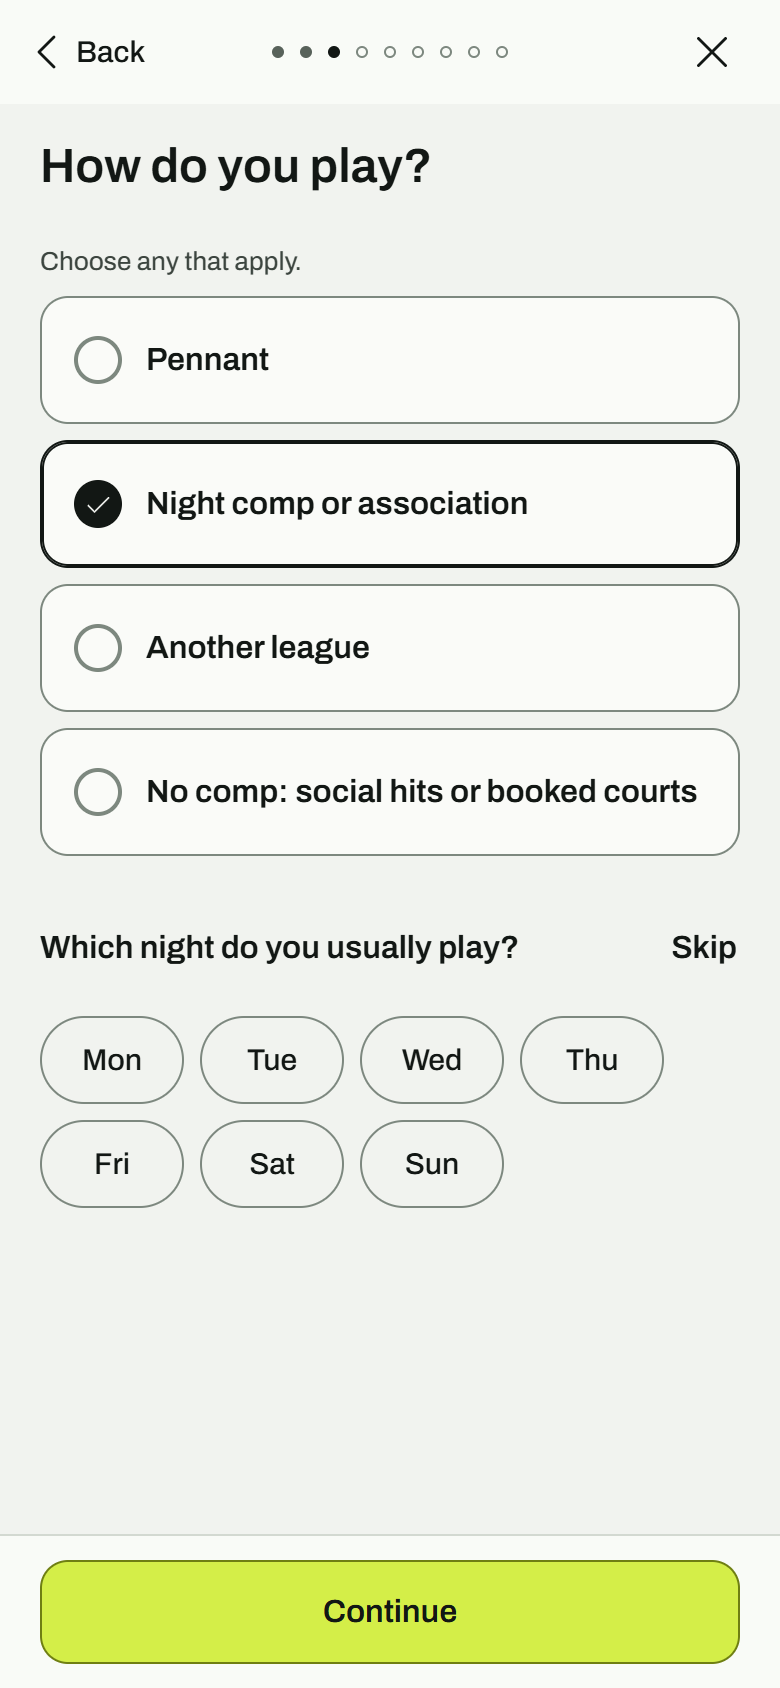 Back
How do you play?
Choose any that apply.
Pennant
Night comp or association
Another league
No comp: social hits or booked courts
Which night do you usually play? Skip
Mon Tue Wed Thu
Fri Sat Sun
Continue